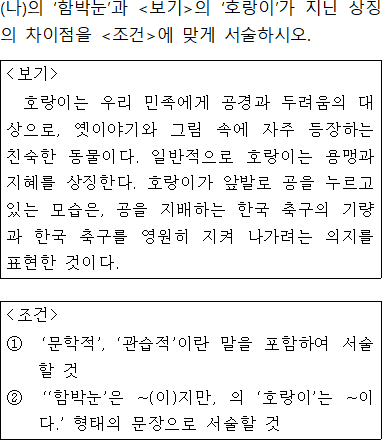 (나)의 '함박눈'과 <보기>의 '호랑이'가 지닌 상징
의 차이점을 <조건>에 맞게 서술하시오.
<보기>
호랑이는 우리 민족에게 공경과 두려움의 대
상으로, 옛이야기와 그림 속에 자주 등장하는
친숙한 동물이다. 일반적으로 호랑이는 용맹과
지혜를 상징한다. 호랑이가 앞발로 공을 누르고
있는 모습은, 공을 지배하는 한국 축구의 기량
과 한국 축구를 영원히 지켜 나가려는 의지를
표현한 것이다.
<조건>
① '문학적', '관습적'이란 말을 포함하여 서술
할 것
② ''함박눈'은 ~(이)지만, 의 '호랑이'는 ~이
다.' 형태의 문장으로 서술할 것